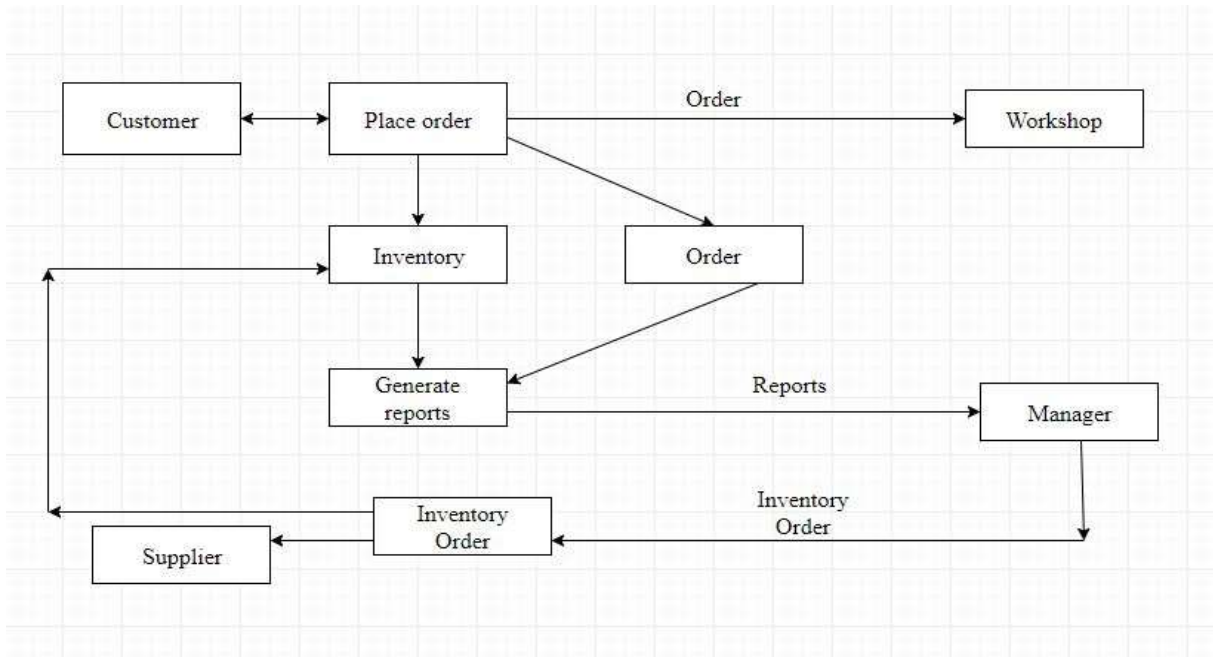 Order
Customer
Place order
Workshop
Inventory
Order
Generate
reports
Reports
Manager
Inventory
Order
Inventory
Order
Supplier